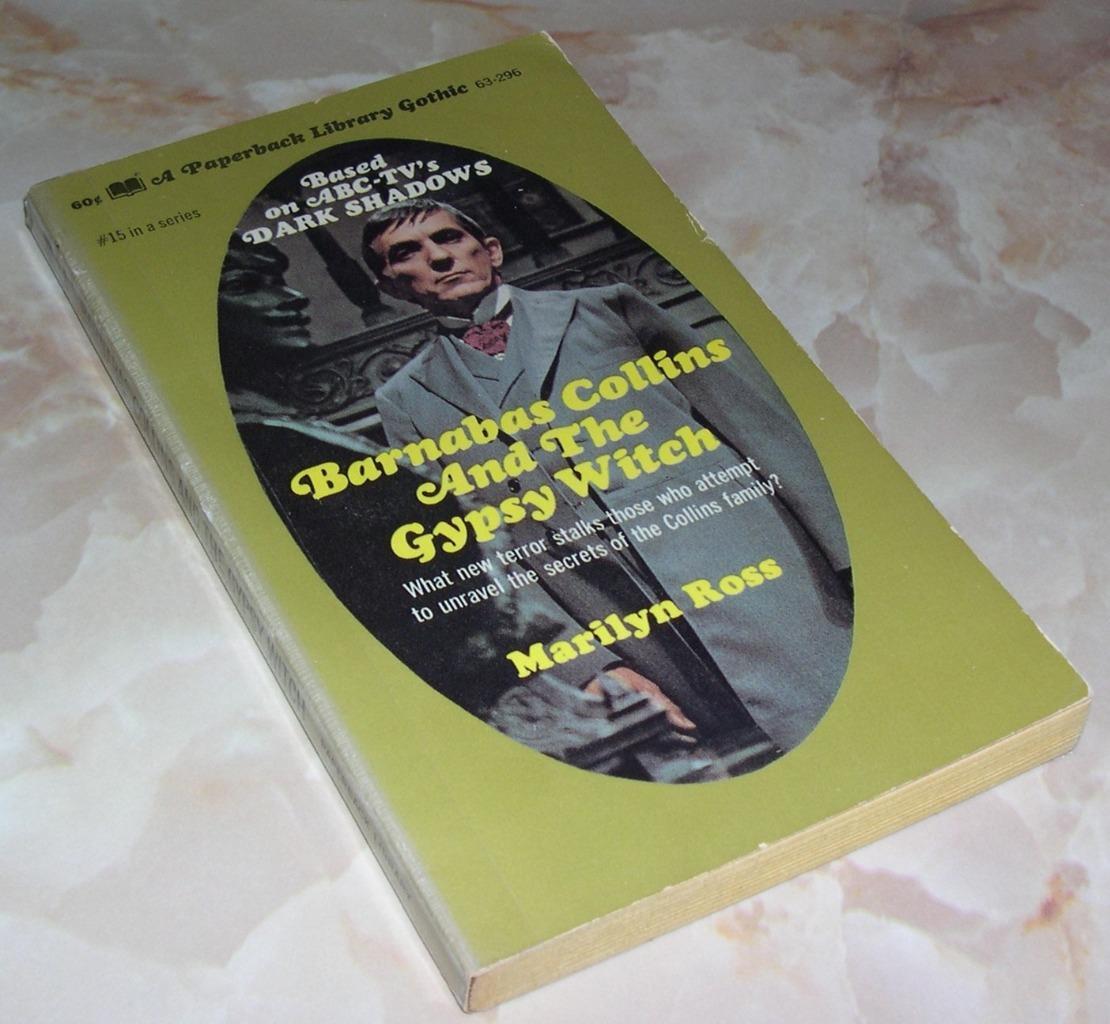 60¢ A Paperback Library Gothic 63-296
#15 in a series
Based
on ABC-TV's
DARK SHADOWS
Barnabas Collins
And The
Gypsy Witch
What new terror stalks those who attempt
to unravel the secrets of the Collins family?
Marilyn Ross